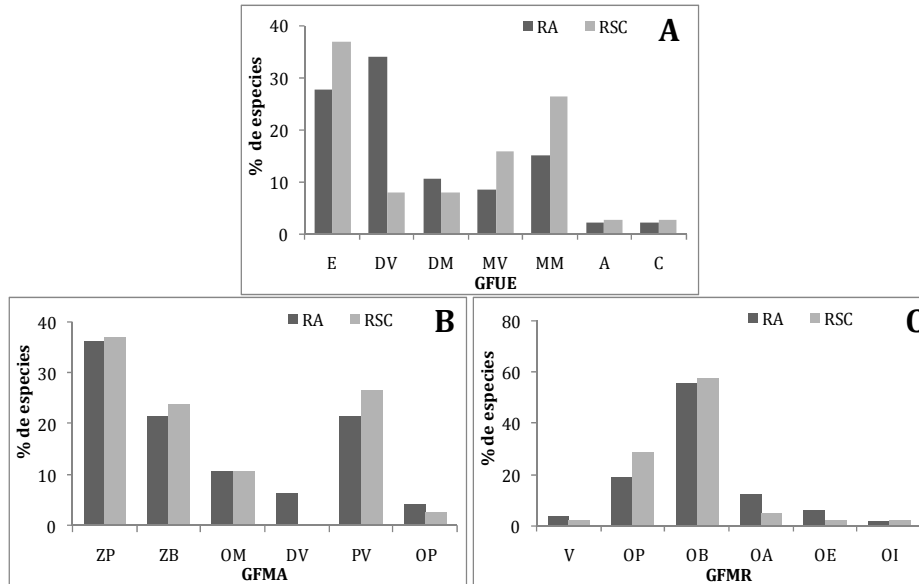 RA RSC A
% de especies
40
30
20
10
0
E DV DM MV MM A C
GFUE
RA RSC B
% de especies
40
30
20
10
0
ZP ZB OM DV PV OP
GFMA
RA RSC
% de especies
80
60
40
20
0
V OP OB OA OE OI
GFMR